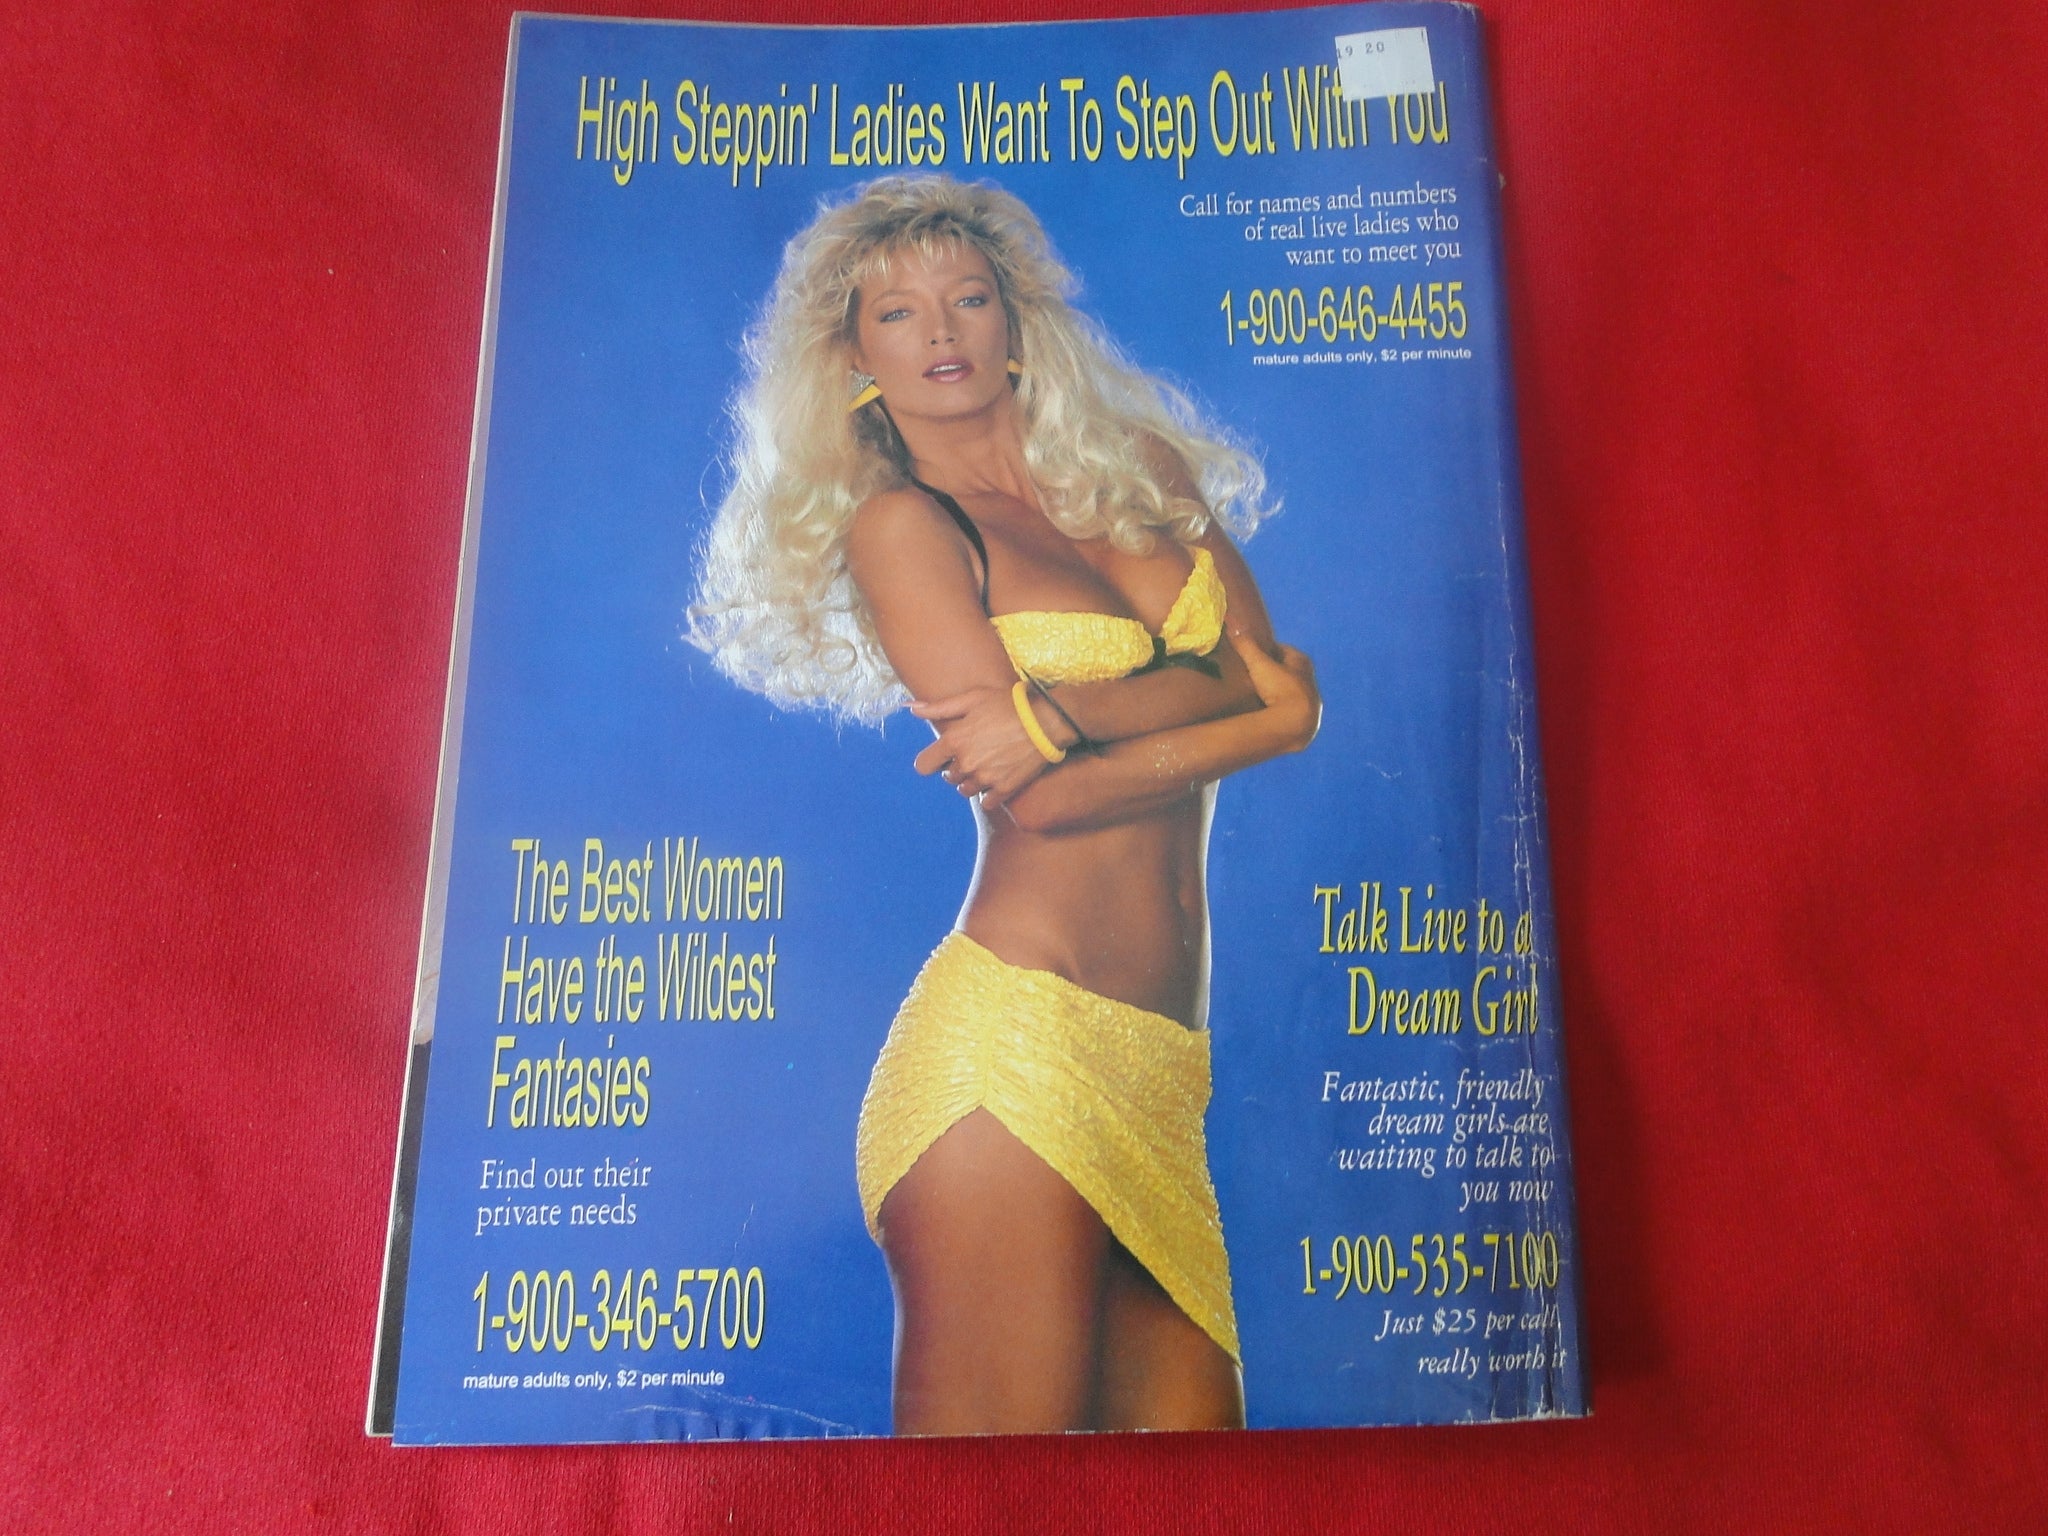 19 20
High Steppin' Ladies Want To Step Out With You
Call for names and numbers
of real live ladies who
want to meet you
1-900-646-4455
mature adults only, $2 per minute
The Best Women
Have the Wildest
Fantasies
Find out their
private needs
1-900-346-5700
mature adults only, $2 per minute
Talk Live to a
Dream Girl
Fantastic, friendly
dream girls are
waiting to talk to
you now
1-900-535-7100
Just $25 per call,
really worth it